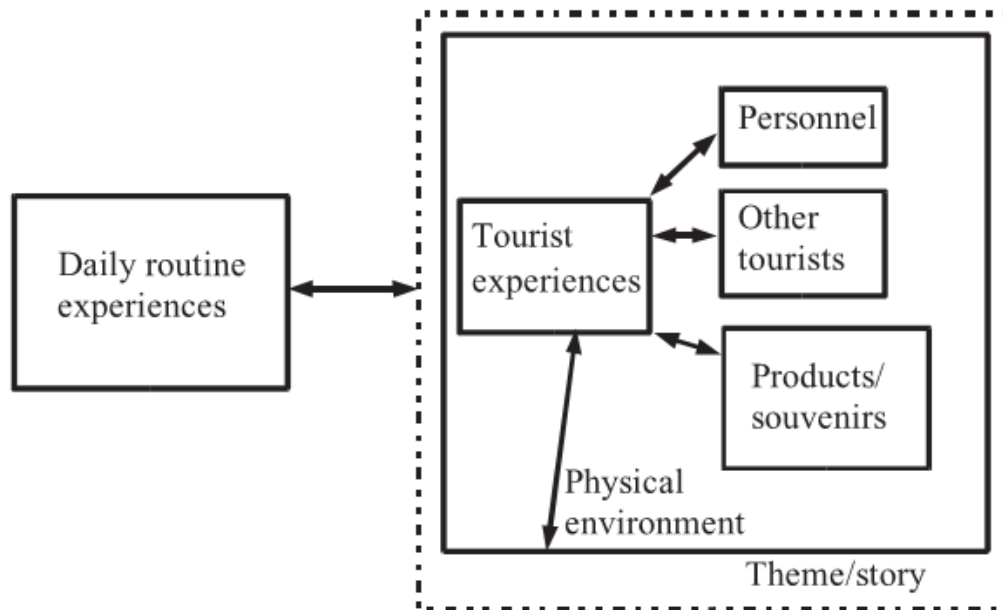 Daily routine
experiences
Tourist
experiences
Personnel
Other
tourists
Products/
souvenirs
Physical
environment
Theme/story